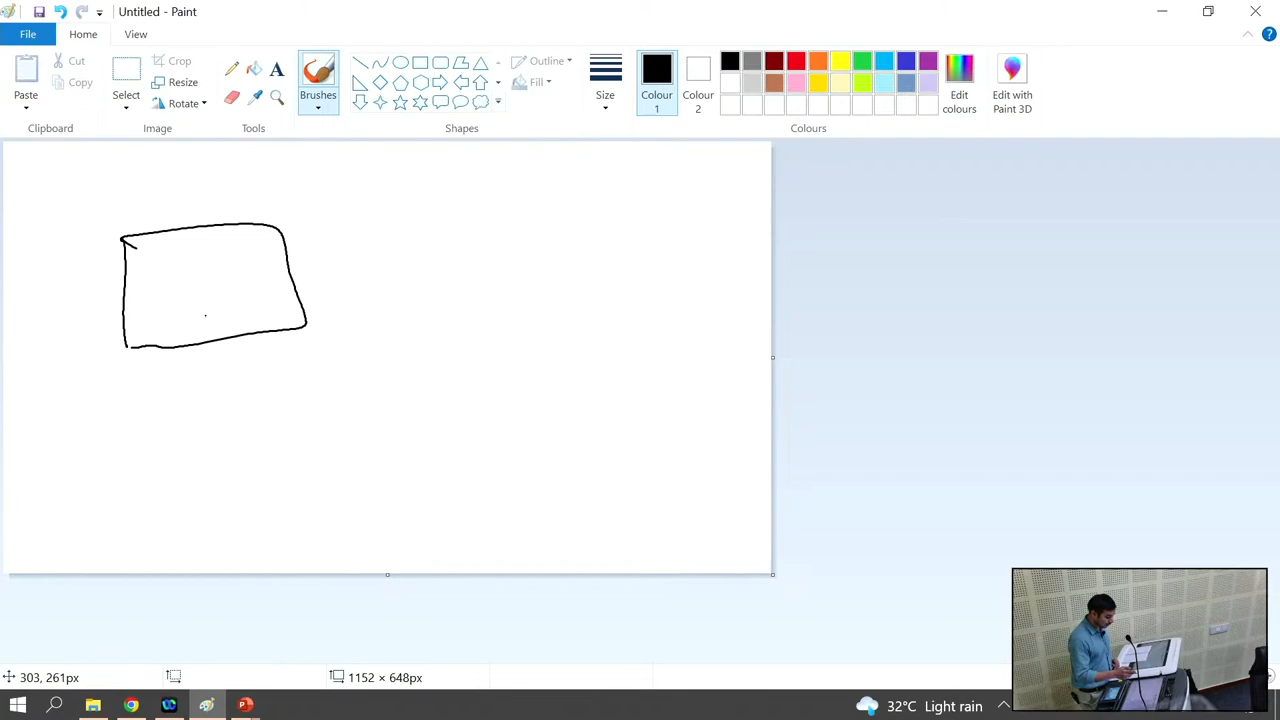 Untitled - Paint
File
Home
View
Paste
Cut
Copy
Clipboard
Select
Crop
Resize
Rotate
Image
A
Tools
Brushes
Outline
Fill
Shapes
Size
Colour
1
Colour
2
Edit
colours
Colours
Edit with
Paint 3D
303, 261px
1152 × 648px
32°C Light rain